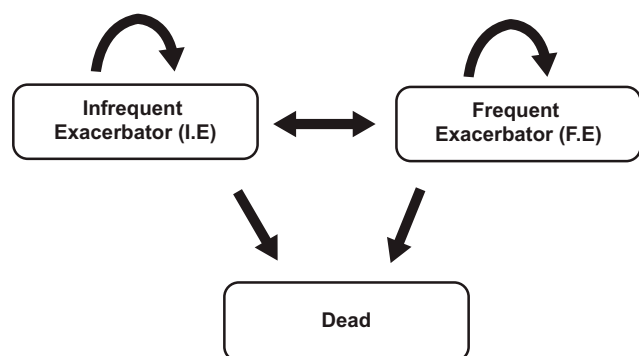 Infrequent
Exacerbator (I.E)
Frequent
Exacerbator (F.E)
Dead